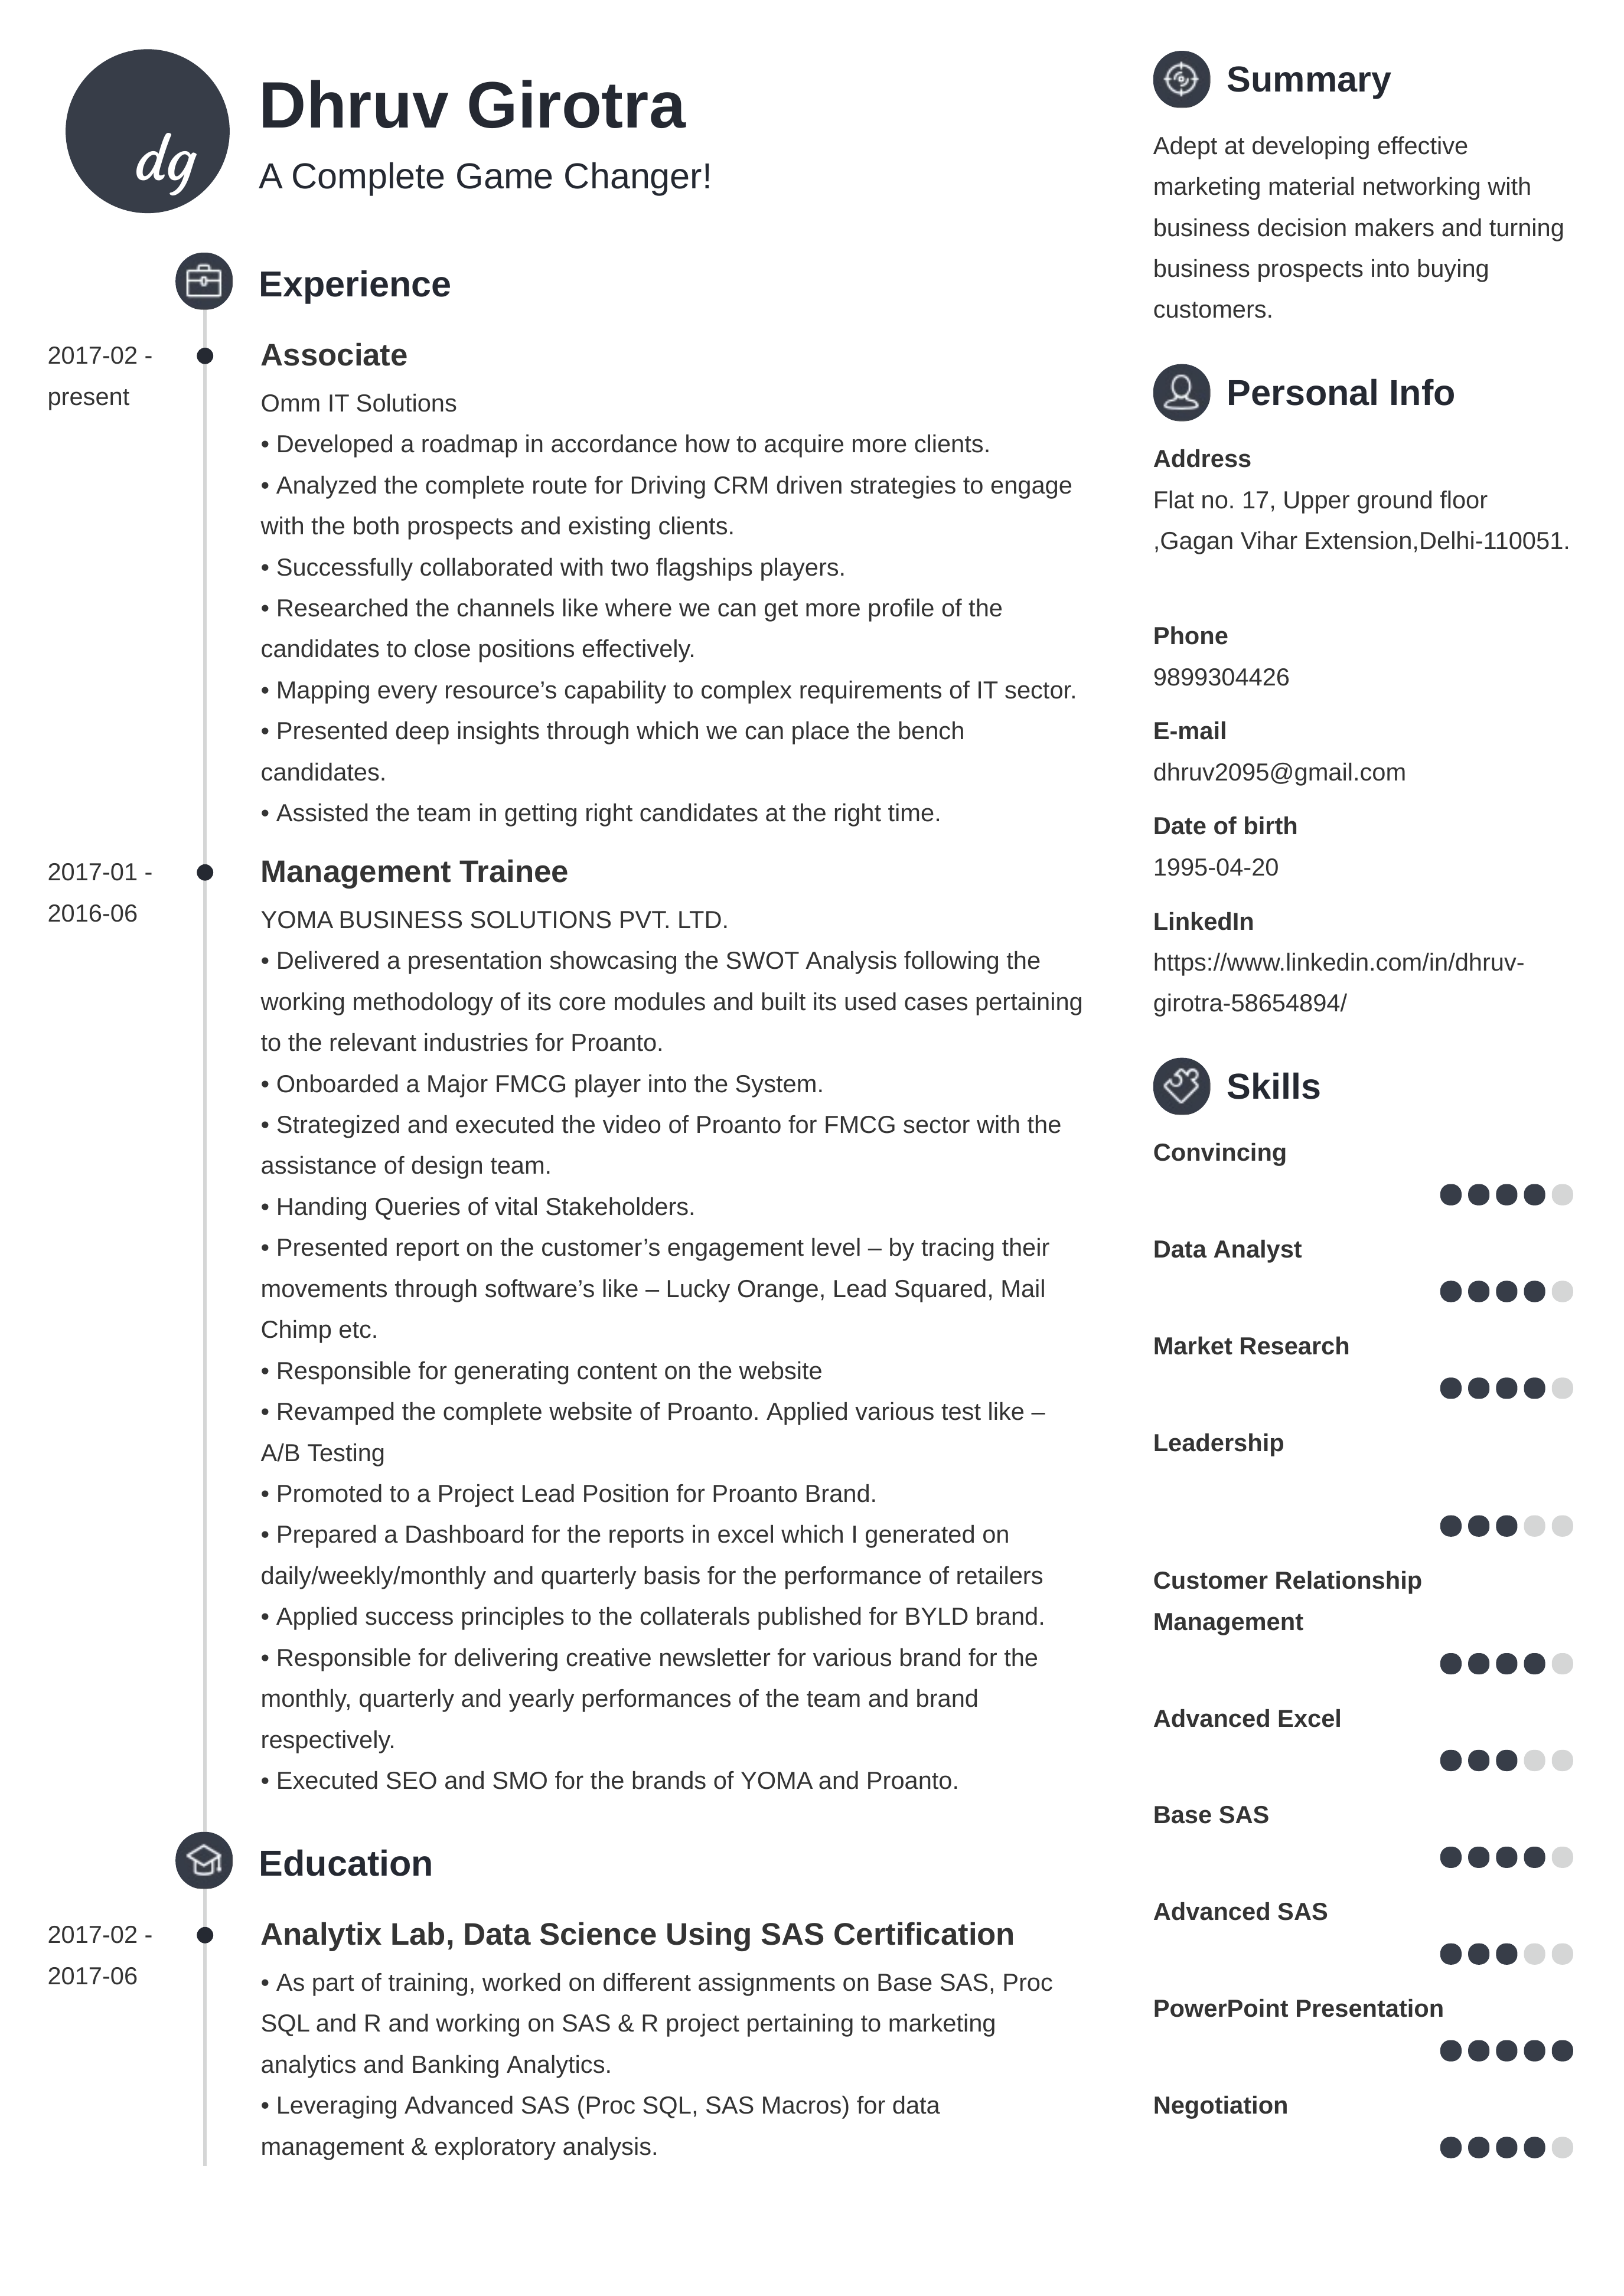 dg
Dhruv Girotra
A Complete Game Changer!
Experience
2017-02 -
present
Associate
Omm IT Solutions
• Developed a roadmap in accordance how to acquire more clients.
• Analyzed the complete route for Driving CRM driven strategies to engage
with the both prospects and existing clients.
• Successfully collaborated with two flagships players.
• Researched the channels like where we can get more profile of the
candidates to close positions effectively.
• Mapping every resource’s capability to complex requirements of IT sector.
• Presented deep insights through which we can place the bench
candidates.
• Assisted the team in getting right candidates at the right time.
2017-01 -
2016-06
Management Trainee
YOMA BUSINESS SOLUTIONS PVT. LTD.
• Delivered a presentation showcasing the SWOT Analysis following the
working methodology of its core modules and built its used cases pertaining
to the relevant industries for Proanto.
• Onboarded a Major FMCG player into the System.
• Strategized and executed the video of Proanto for FMCG sector with the
assistance of design team.
• Handing Queries of vital Stakeholders.
• Presented report on the customer’s engagement level – by tracing their
movements through software’s like – Lucky Orange, Lead Squared, Mail
Chimp etc.
• Responsible for generating content on the website
• Revamped the complete website of Proanto. Applied various test like –
A/B Testing
• Promoted to a Project Lead Position for Proanto Brand.
• Prepared a Dashboard for the reports in excel which I generated on
daily/weekly/monthly and quarterly basis for the performance of retailers
• Applied success principles to the collaterals published for BYLD brand.
• Responsible for delivering creative newsletter for various brand for the
monthly, quarterly and yearly performances of the team and brand
respectively.
• Executed SEO and SMO for the brands of YOMA and Proanto.
Education
2017-02 -
2017-06
Analytix Lab, Data Science Using SAS Certification
• As part of training, worked on different assignments on Base SAS, Proc
SQL and R and working on SAS & R project pertaining to marketing
analytics and Banking Analytics.
• Leveraging Advanced SAS (Proc SQL, SAS Macros) for data
management & exploratory analysis.
Summary
Adept at developing effective
marketing material networking with
business decision makers and turning
business prospects into buying
customers.
Personal Info
Address
Flat no. 17, Upper ground floor
,Gagan Vihar Extension,Delhi-110051.
Phone
9899304426
E-mail
dhruv2095@gmail.com
Date of birth
1995-04-20
LinkedIn
https://www.linkedin.com/in/dhruv-
girotra-58654894/
Skills
Convincing
Data Analyst
Market Research
Leadership
Customer Relationship
Management
Advanced Excel
Base SAS
Advanced SAS
PowerPoint Presentation
Negotiation